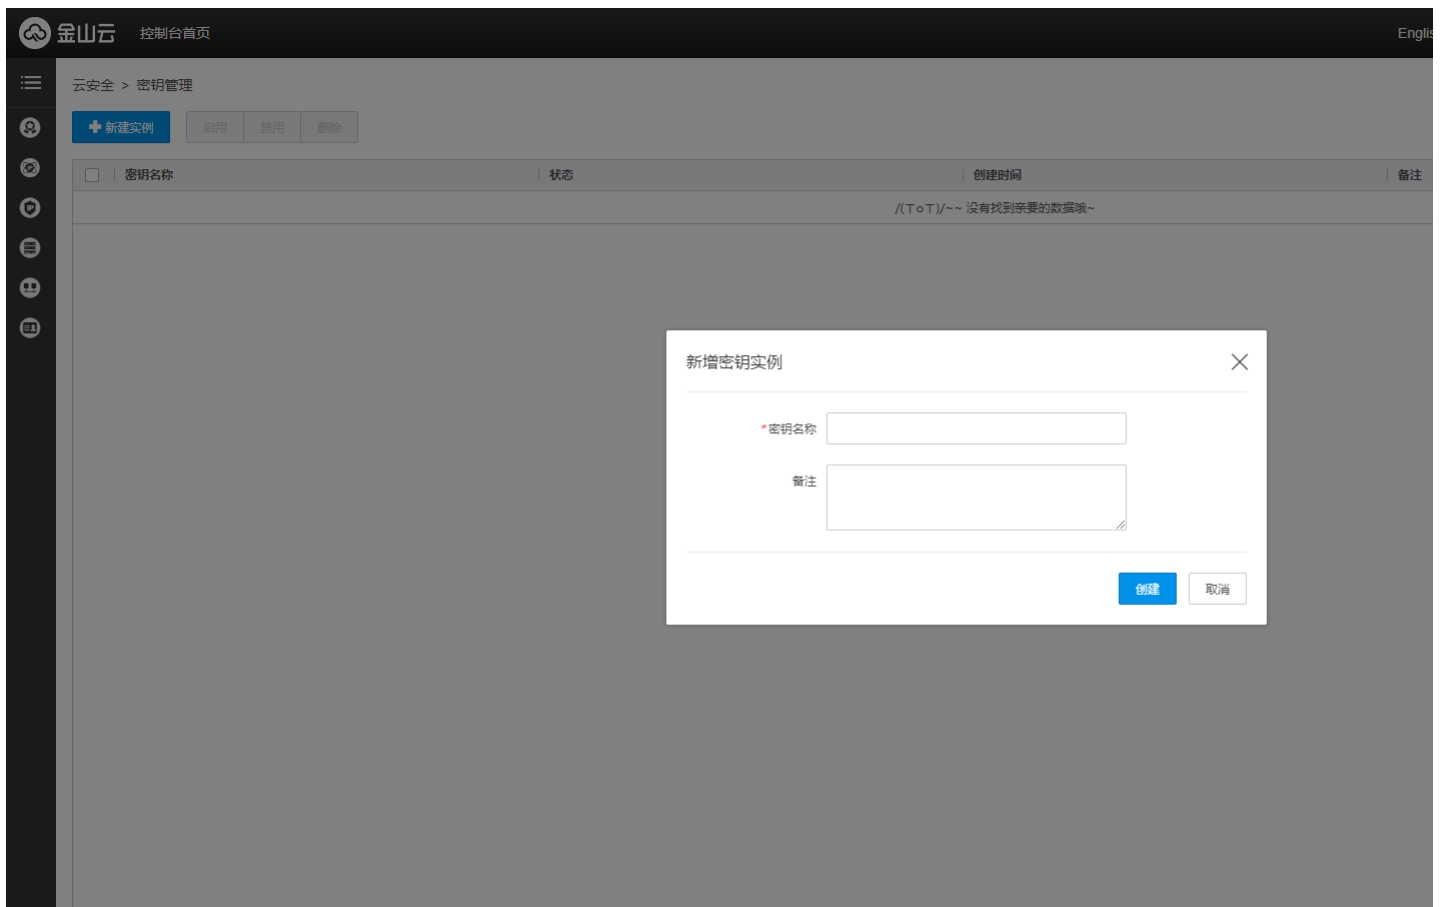 金山云 控制台首页 Englis
云安全 > 密钥管理
新建实例 启用 禁用 删除
密钥名称 状态 创建时间 备注
/(ㄒoㄒ)/~~ 没有找到亲要的数据哦~
新增密钥实例
*密钥名称
备注
创建 取消